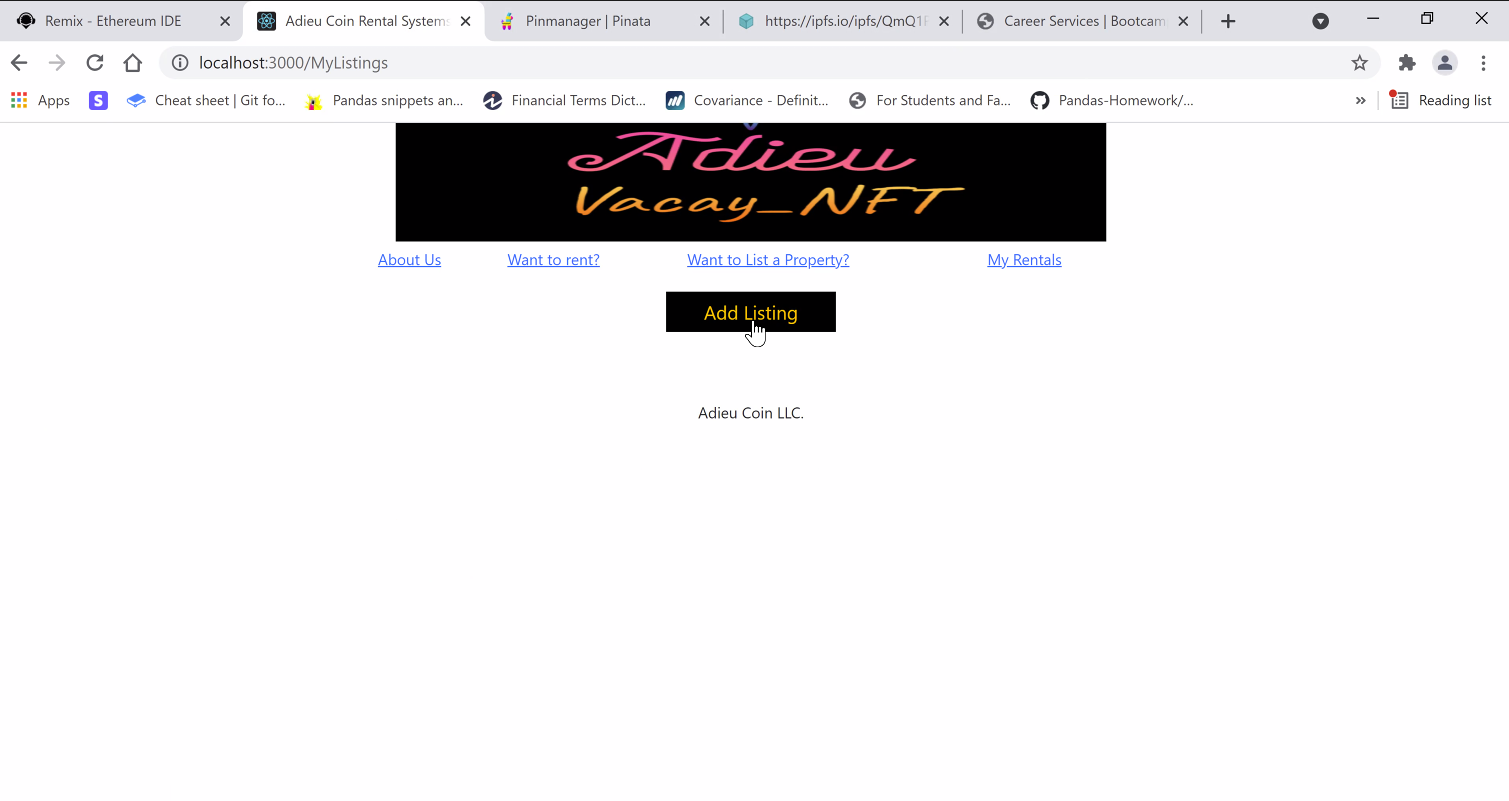 Remix - Ethereum IDE
Adieu Coin Rental Systems
Pinmanager | Pinata
https://ipfs.io/ipfs/QmQ1
Career Services | Bootcam
localhost:3000/MyListings
Apps
S
Cheat sheet | Git fo...
Pandas snippets an...
Financial Terms Dict...
Covariance - Definit...
For Students and Fa...
Pandas-Homework/...
»
Reading list
Adieu
Vacay_NFT
About Us
Want to rent?
Want to List a Property?
My Rentals
Add Listing
Adieu Coin LLC.